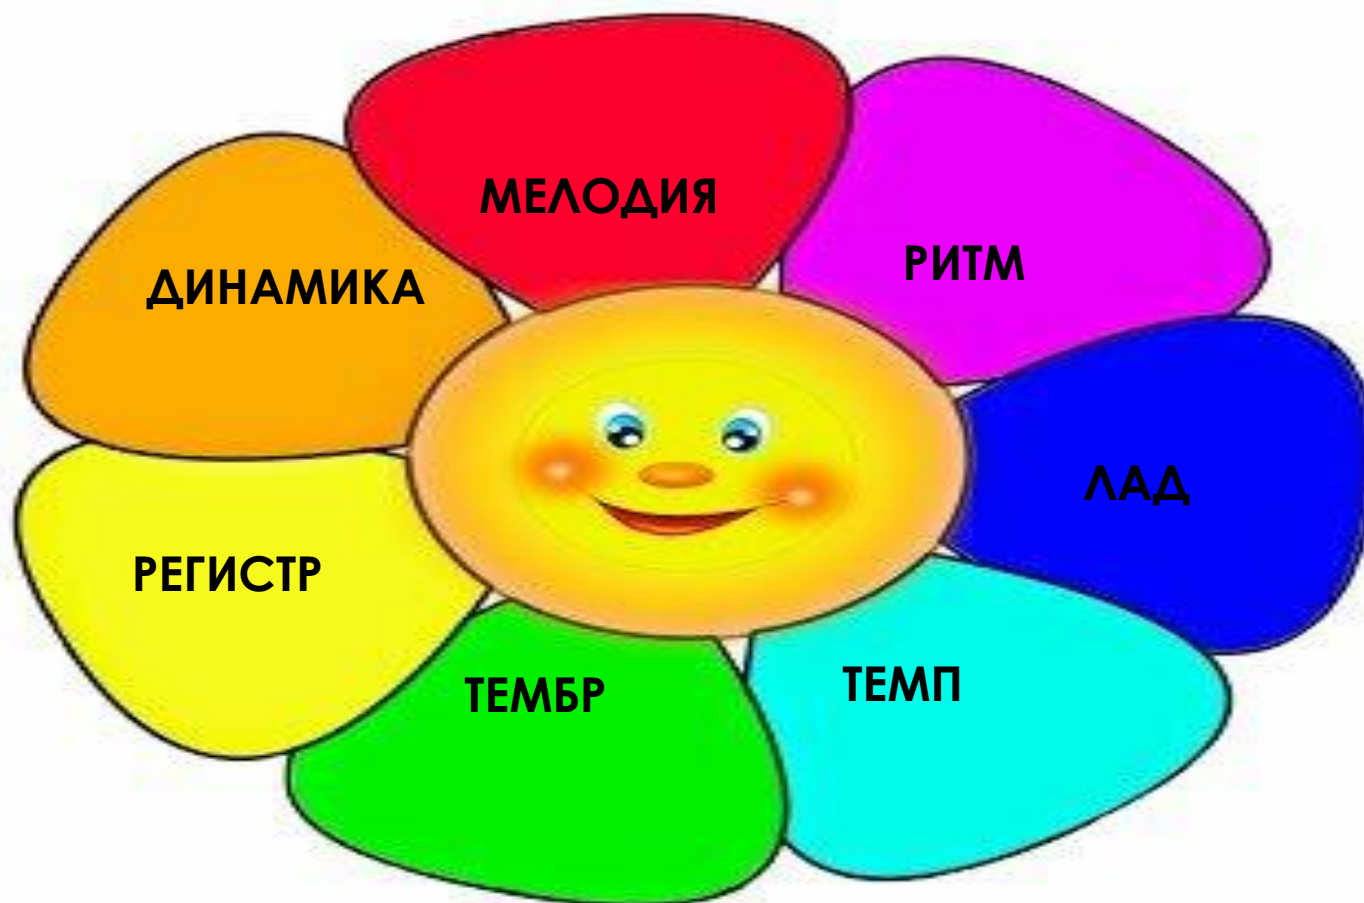 МЕЛОДИЯ
РИТМ
ДИНАМИКА
ЛАД
РЕГИСТР
ТЕМБР
ТЕМП